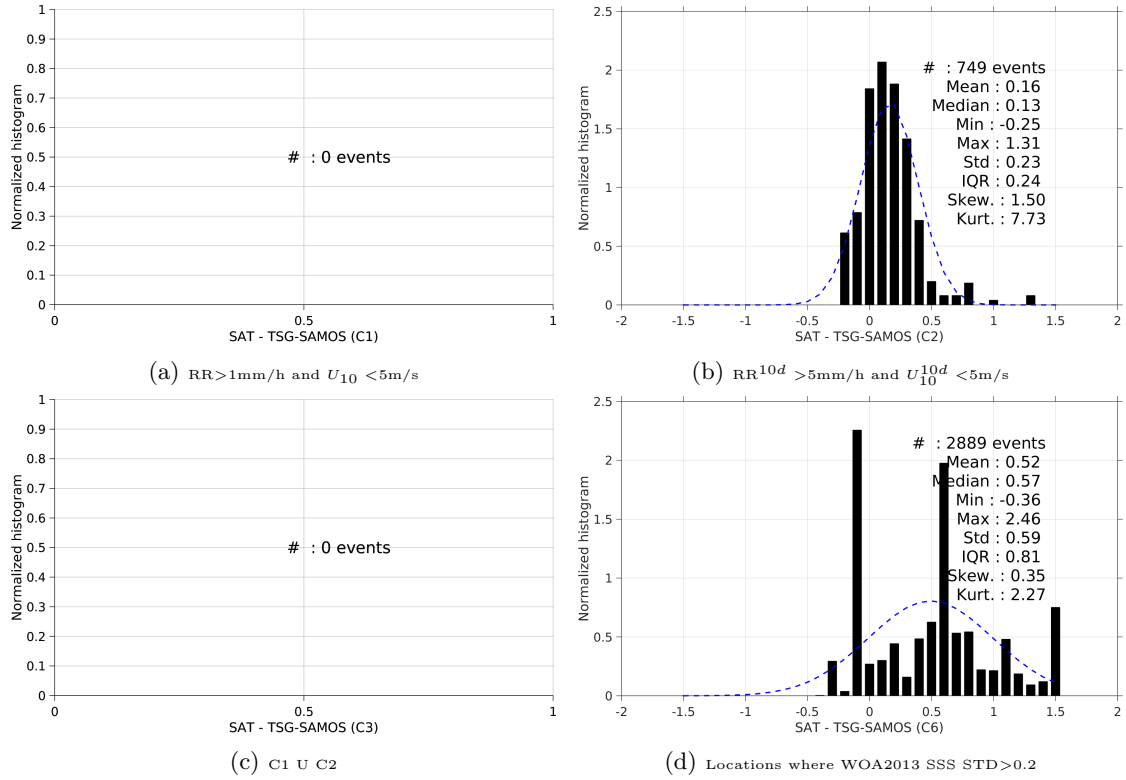 1
0.9
0.8
0.7
0.6
0.5
0.4
0.3
0.2
0.1
0
0
0.5
1
Normalized histogram
# : 0 events
SAT - TSG-SAMOS (C1)
(a) RR>1mm/h and U10 <5m/s
2.5
2
1.5
1
0.5
0
-2
-1.5
-1
-0.5
0
0.5
1
1.5
2
Normalized histogram
# : 749 events
Mean : 0.16
Median : 0.13
Min : -0.25
Max : 1.31
Std : 0.23
IQR : 0.24
Skew. : 1.50
Kurt. : 7.73
SAT - TSG-SAMOS (C2)
(b) RR10d >5mm/h and U10d10 <5m/s
1
0.9
0.8
0.7
0.6
0.5
0.4
0.3
0.2
0.1
0
0
0.5
1
Normalized histogram
# : 0 events
SAT - TSG-SAMOS (C3)
(c) C1 U C2
2.5
2
1.5
1
0.5
0
-2
-1.5
-1
-0.5
0
0.5
1
1.5
2
Normalized histogram
# : 2889 events
Mean : 0.52
Median : 0.57
Min : -0.36
Max : 2.46
Std : 0.59
IQR : 0.81
Skew. : 0.35
Kurt. : 2.27
SAT - TSG-SAMOS (C6)
(d) Locations where WOA2013 SSS STD>0.2